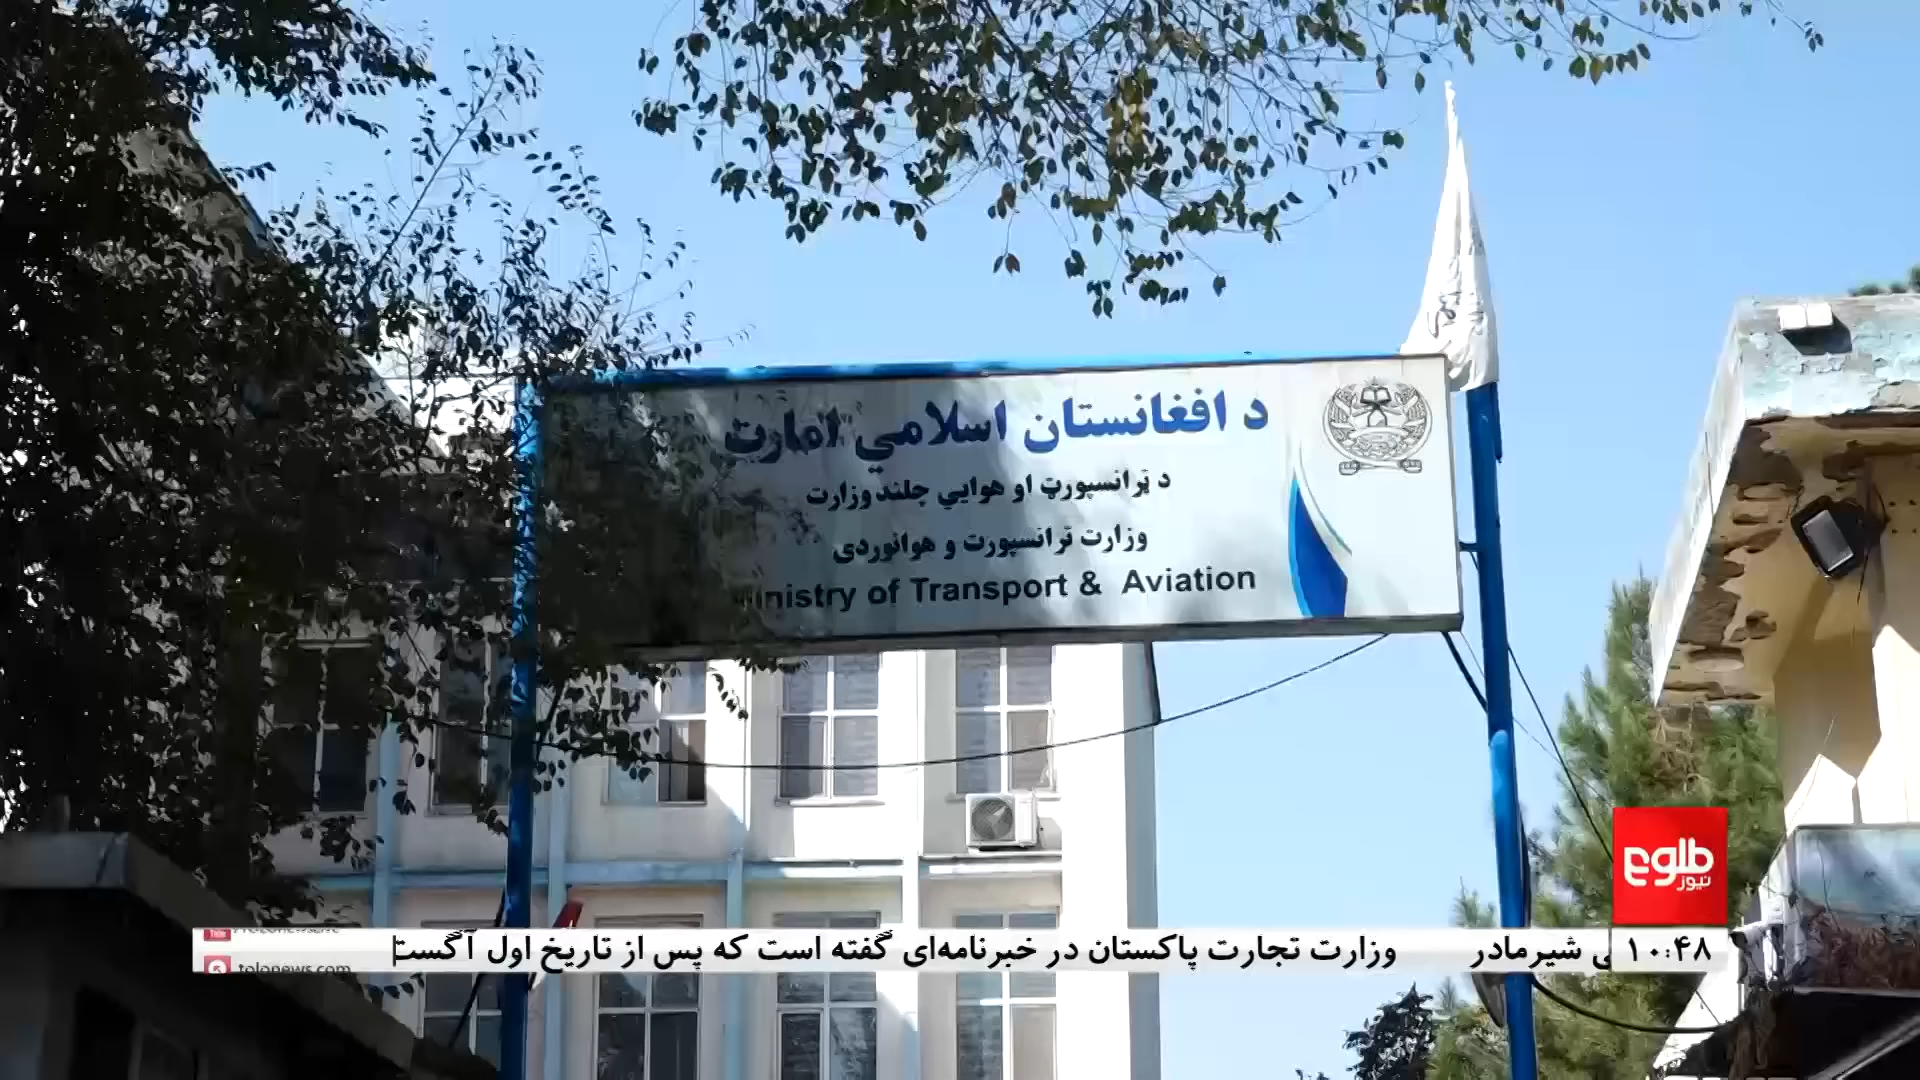 د افغانستان اسلامي امارت
د ټرانسپورټ او هوايي چلند وزارت
وزارت ترانسپورت و هوانوردی
Ministry of Transport & Aviation
طلوع
نیوز
۱۰:۴۸
ی شیرمادر
وزارت تجارت پاکستان در خبرنامه‌ای گفته است که پس از تاریخ اول آگست
tolonews.com